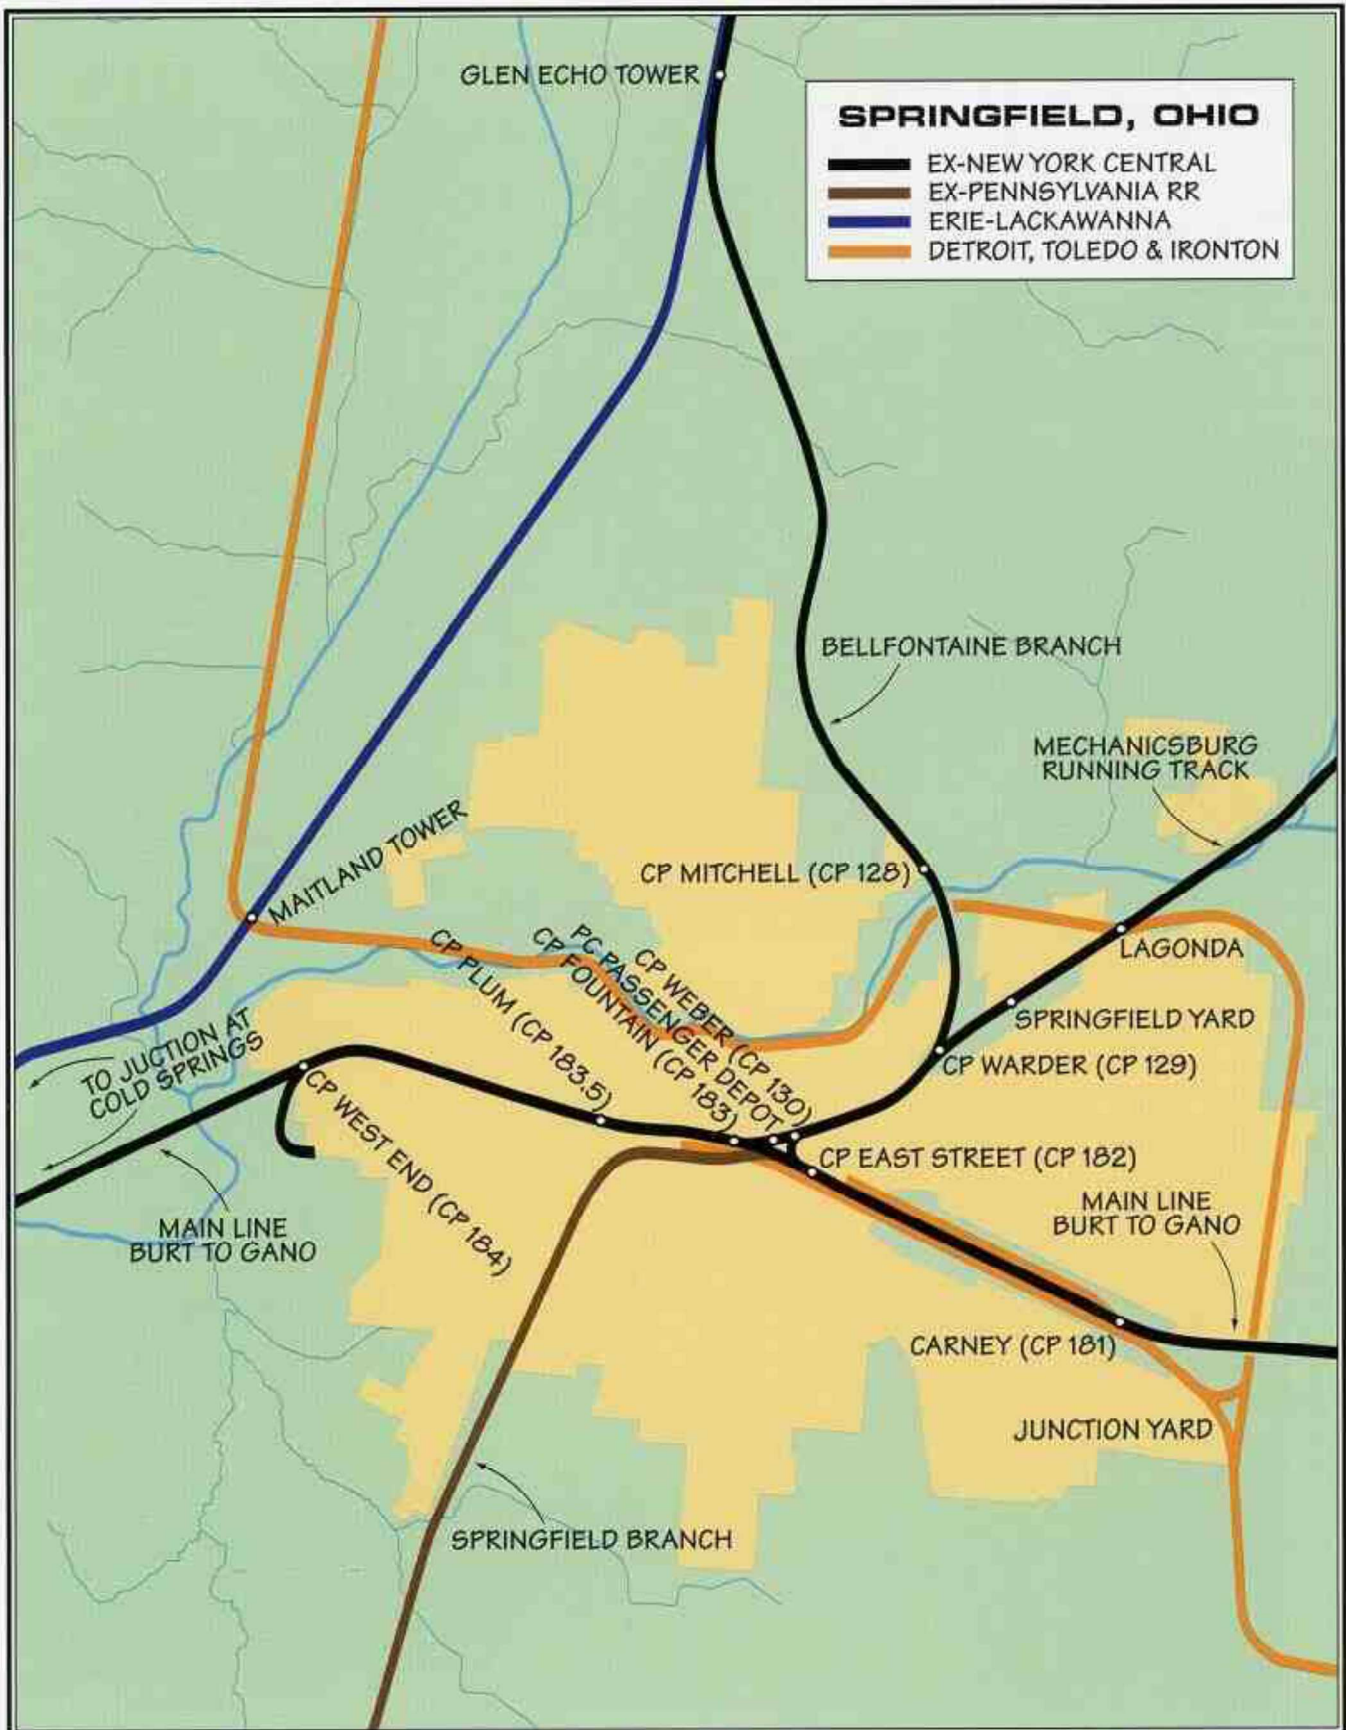 GLEN ECHO TOWER
SPRINGFIELD, OHIO
EX-NEW YORK CENTRAL
EX-PENNSYLVANIA RR
ERIE-LACKAWANNA
DETROIT, TOLEDO & IRONTON
BELLFONTAINE BRANCH
MECHANICSBURG
RUNNING TRACK
MAITLAND TOWER
CP MITCHELL (CP 128)
LAGONDA
CP PLUM (CP 183.5)
CP FOUNTAIN (CP 183)
PC PASSENGER DEPOT
CP WEBER (CP 130)
SPRINGFIELD YARD
CP WARDER (CP 129)
TO JUCTION AT
COLD SPRINGS
CP WEST END (CP 184)
CP EAST STREET (CP 182)
MAIN LINE
BURT TO GANO
MAIN LINE
BURT TO GANO
CARNEY (CP 181)
JUNCTION YARD
SPRINGFIELD BRANCH